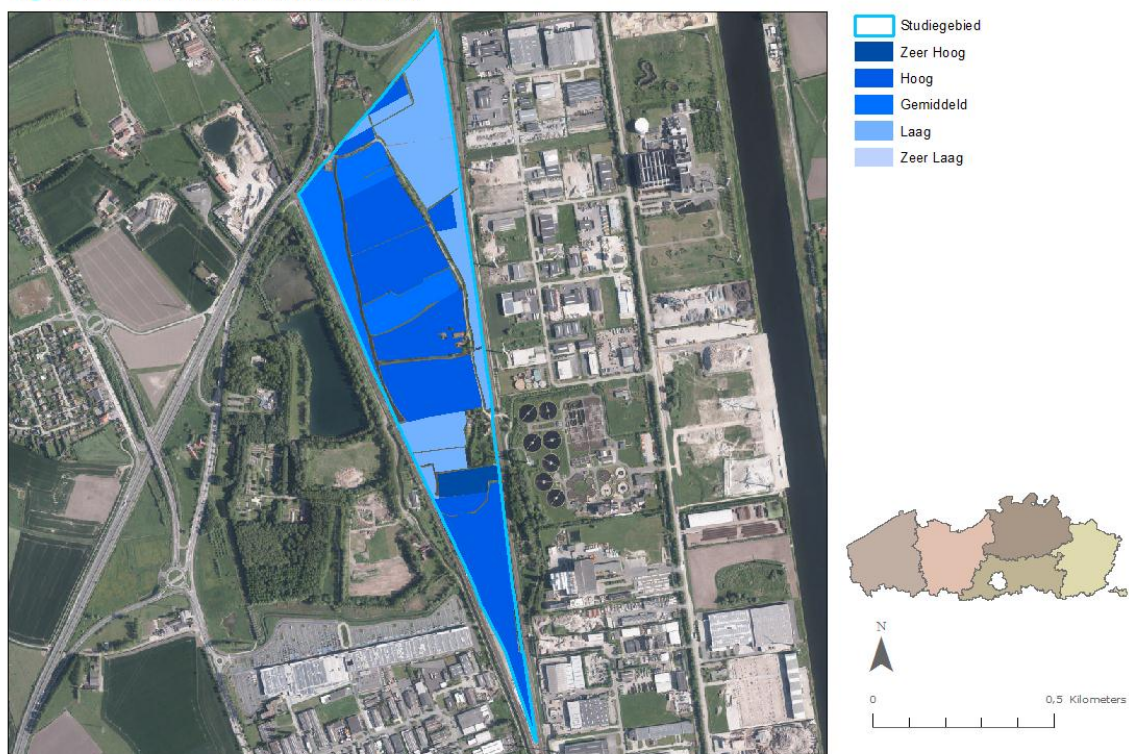 Studiegebied
Zeer Hoog
Hoog
Gemiddeld
Laag
Zeer Laag
N
0
0,5 Kilometers